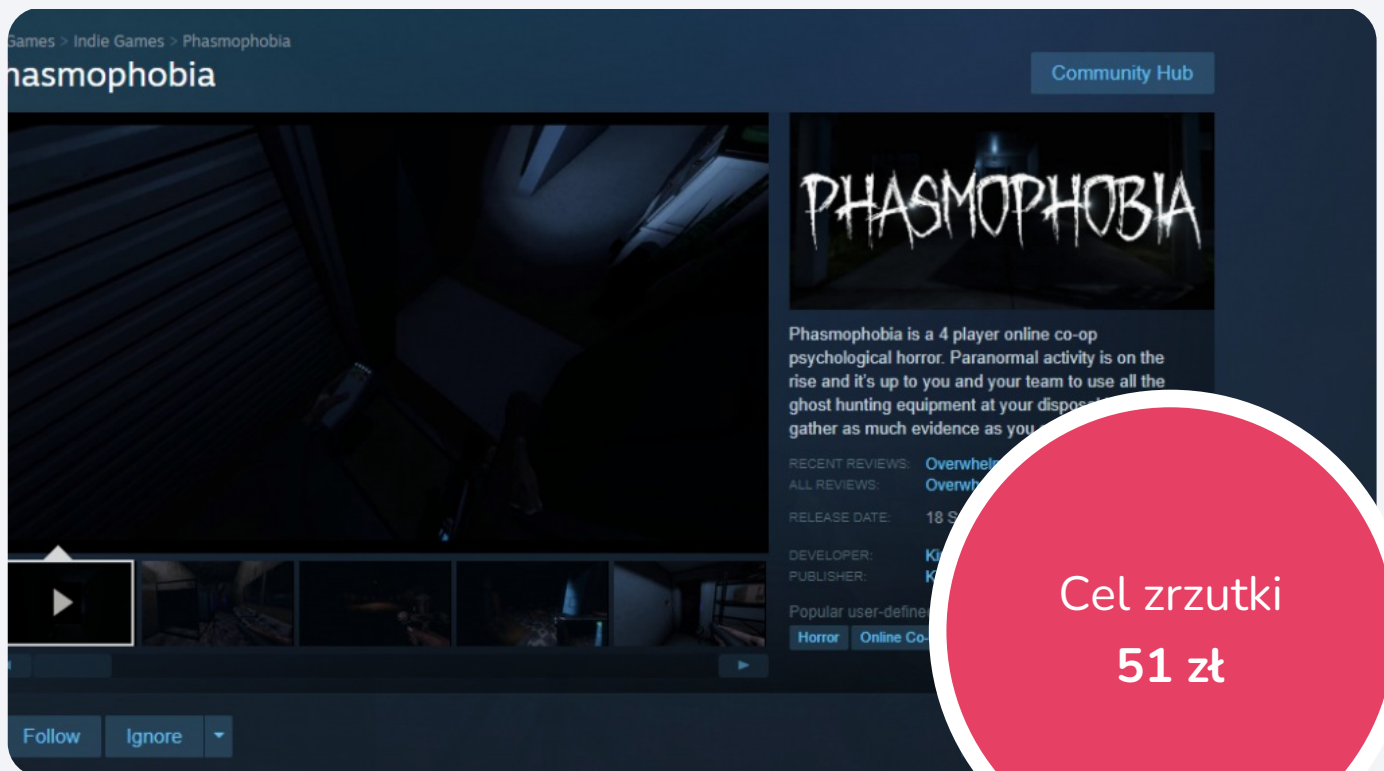 Games > Indie Games > Phasmophobia
hasmophobia
Community Hub
PHASMOPHOBIA
Phasmophobia is a 4 player online co-op
psychological horror. Paranormal activity is on the
rise and it's up to you and your team to use all the
ghost hunting equipment at your
gather as much evidence as you
RECENT REVIEWS:
ALL REVIEWS:
RELEASE DATE: 18
DEVELOPER:
PUBLISHER:
Popular
Horror
Online
Cel zrzutki
51 zł
Follow
Ignore